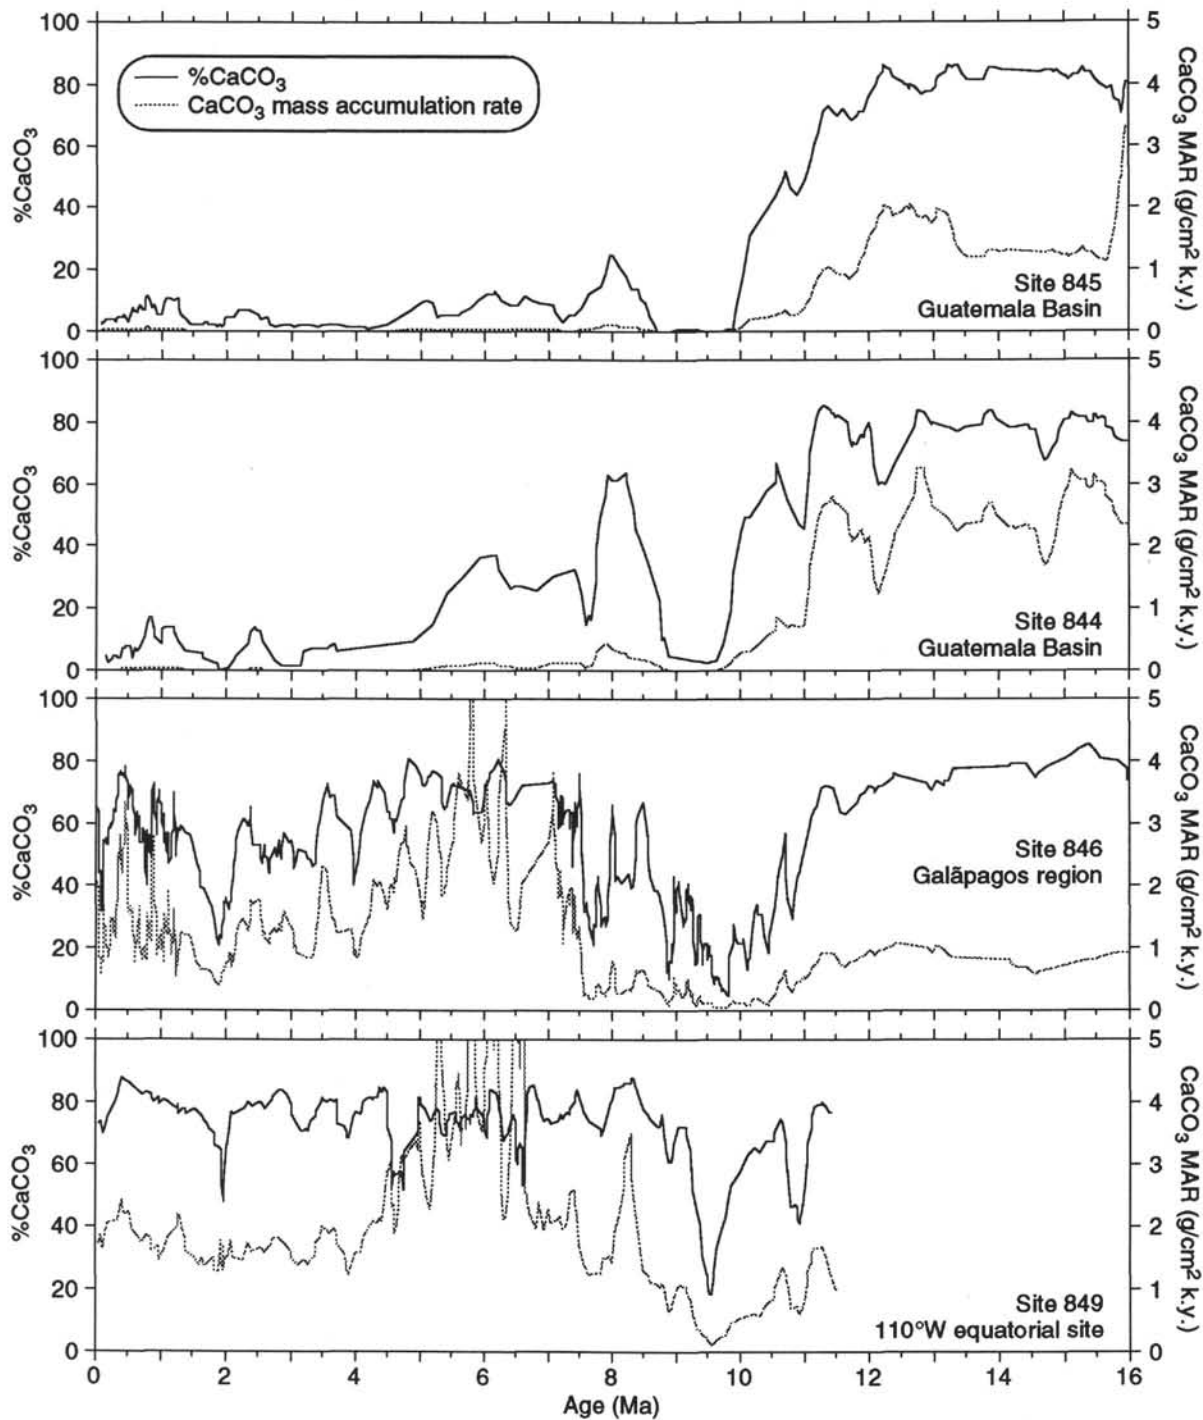 100
80
60
40
20
0
%CaCO3
%CaCO3
CaCO3 mass accumulation rate
5
4
3
2
1
0
CaCO3 MAR (g/cm2 k.y.)
Site 845
Guatemala Basin
100
80
60
40
20
0
%CaCO3
5
4
3
2
1
0
CaCO3 MAR (g/cm2 k.y.)
Site 844
Guatemala Basin
100
80
60
40
20
0
%CaCO3
5
4
3
2
1
0
CaCO3 MAR (g/cm2 k.y.)
Site 846
Galãpagos region
100
80
60
40
20
0
%CaCO3
5
4
3
2
1
0
CaCO3 MAR (g/cm2 k.y.)
Site 849
110°W equatorial site
0 2 4 6 8 10 12 14 16
Age (Ma)